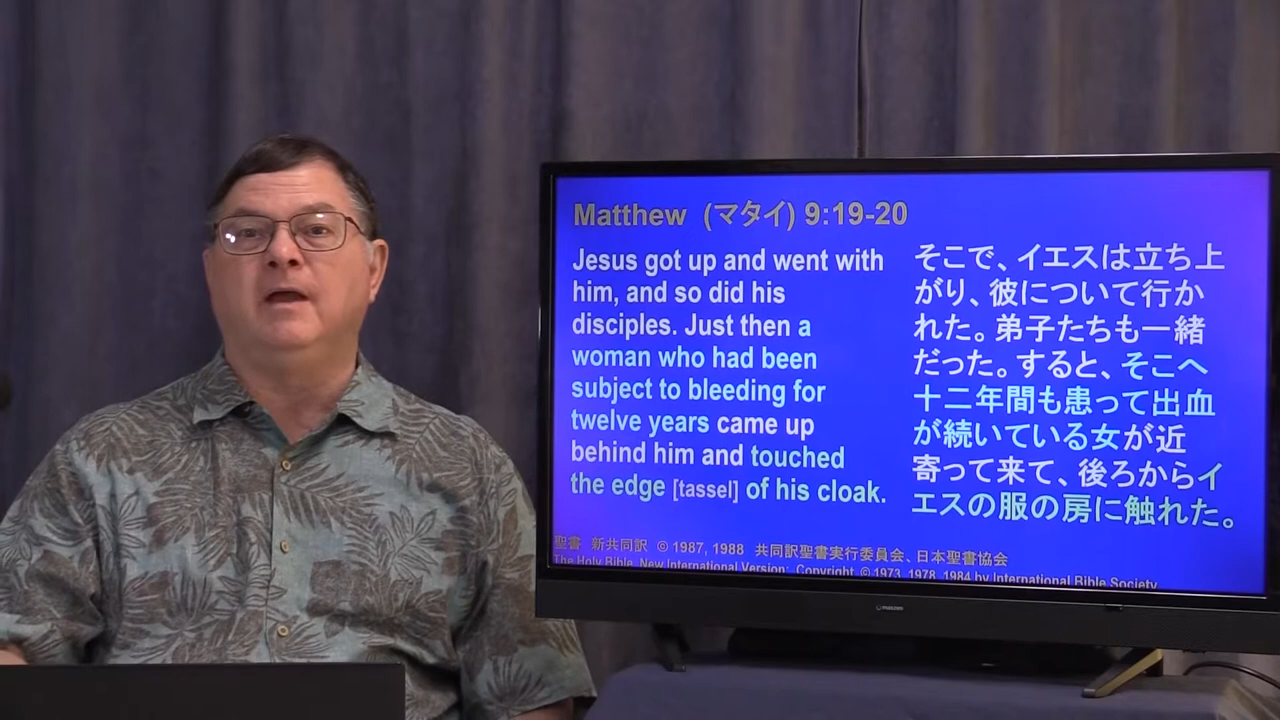 Matthew (マタイ) 9:19-20
Jesus got up and went with
him, and so did his
disciples. Just then a
woman who had been
subject to bleeding for
twelve years came up
behind him and touched
the edge [tassel] of his cloak.
そこで、イエスは立ち上
がり、彼について行か
れた。弟子たちも一緒
だった。すると、そこへ
十二年間も患って出血
が続いている女が近
寄って来て、後ろからイ
エスの服の房に触れた。
聖書 新共同訳 © 1987, 1988 共同訳聖書実行委員会、日本聖書協会
The Holy Bible, New International Version; Copyright © 1973, 1978, 1984 by International Bible Society